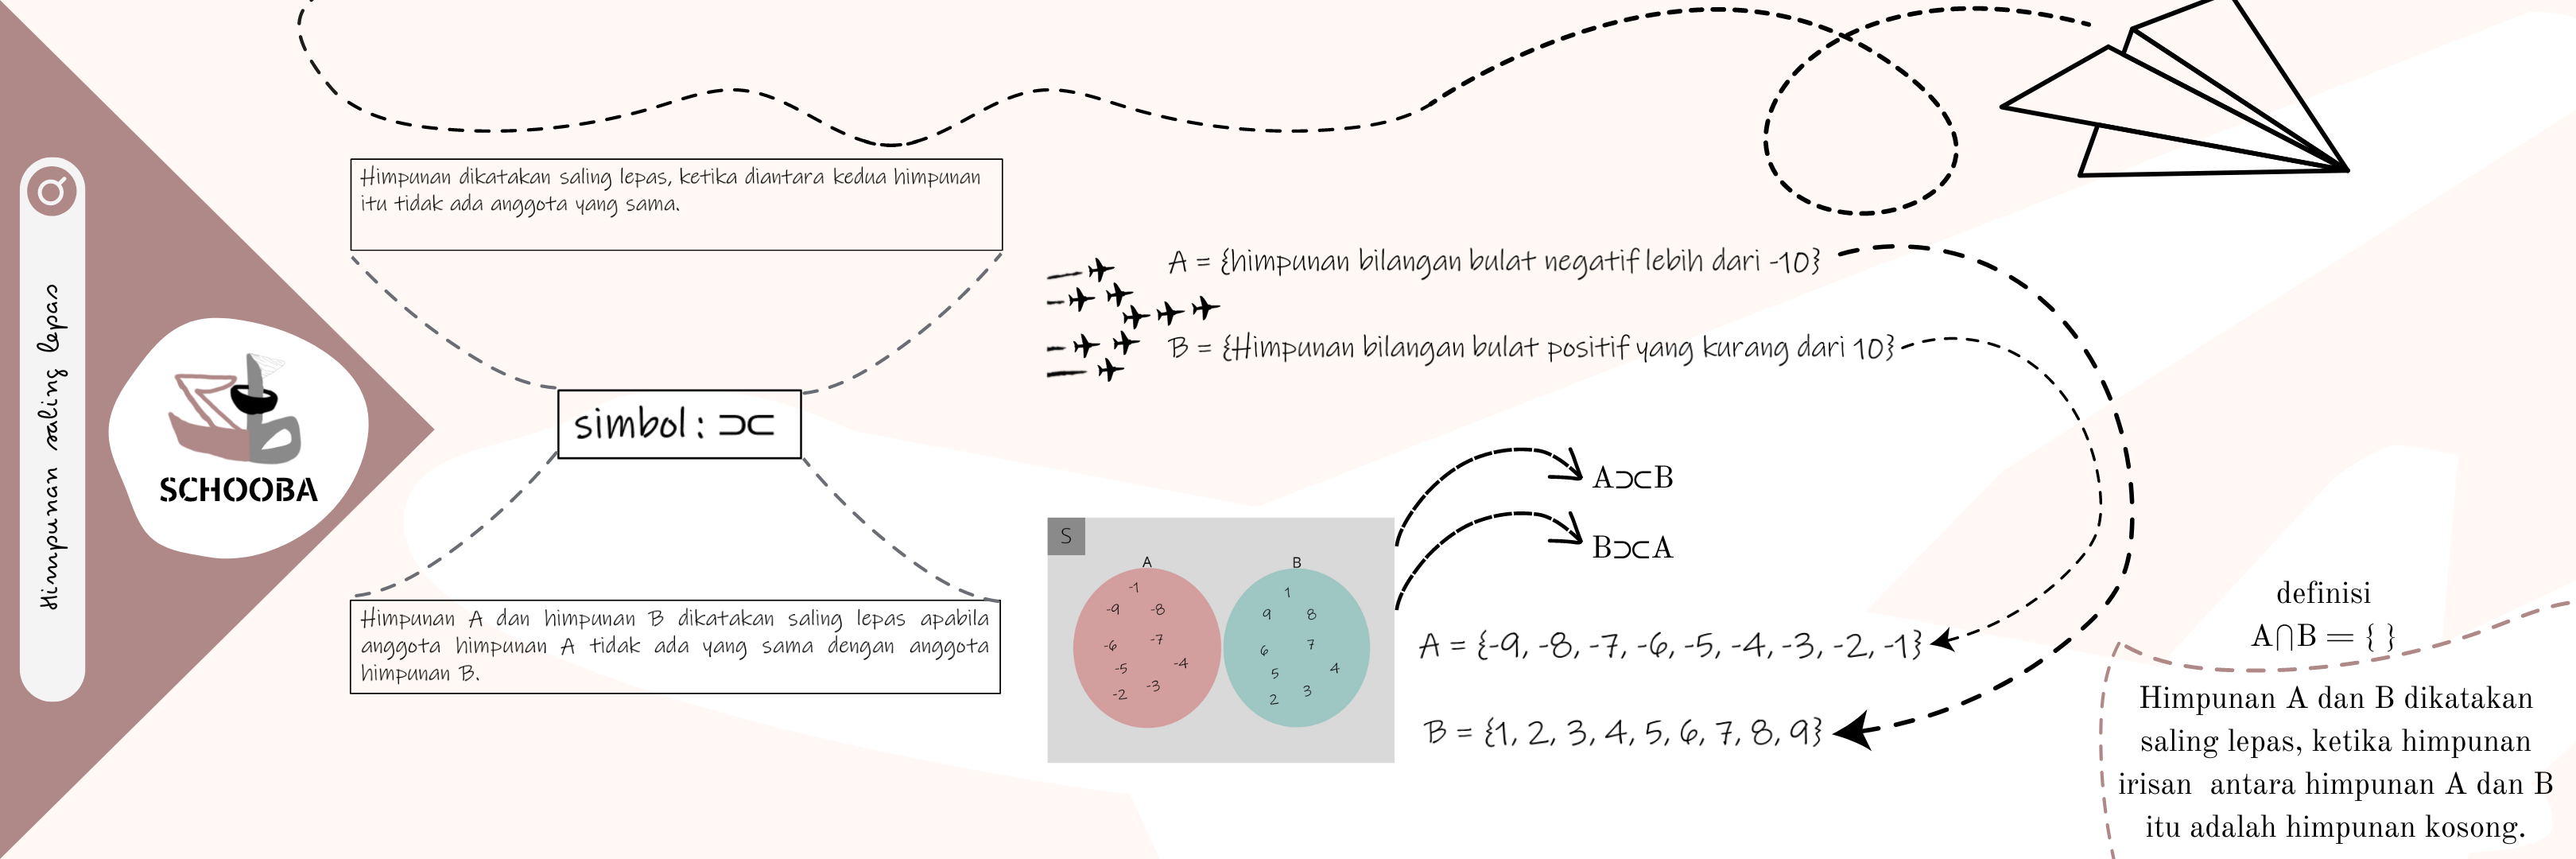 Himpunan saling lepas
SCHOOBA
Himpunan dikatakan saling lepas, ketika diantara kedua himpunan
itu tidak ada anggota yang sama.
simbol: ⊃⊂
Himpunan A dan himpunan B dikatakan saling lepas apabila
anggota himpunan A tidak ada yang sama dengan anggota
himpunan B.
A = {himpunan bilangan bulat negatif lebih dari -10}
B = {Himpunan bilangan bulat positif yang kurang dari 10}
A⊃⊂B
B⊃⊂A
S
A
-1
-9 -8
-6 -7
-5 -4
-2 -3
B
1
9 8
6 7
5 4
2 3
A = {-9, -8, -7, -6, -5, -4, -3, -2, -1}
B = {1, 2, 3, 4, 5, 6, 7, 8, 9}
definisi
A∩B = { }
Himpunan A dan B dikatakan
saling lepas, ketika himpunan
irisan antara himpunan A dan B
itu adalah himpunan kosong.